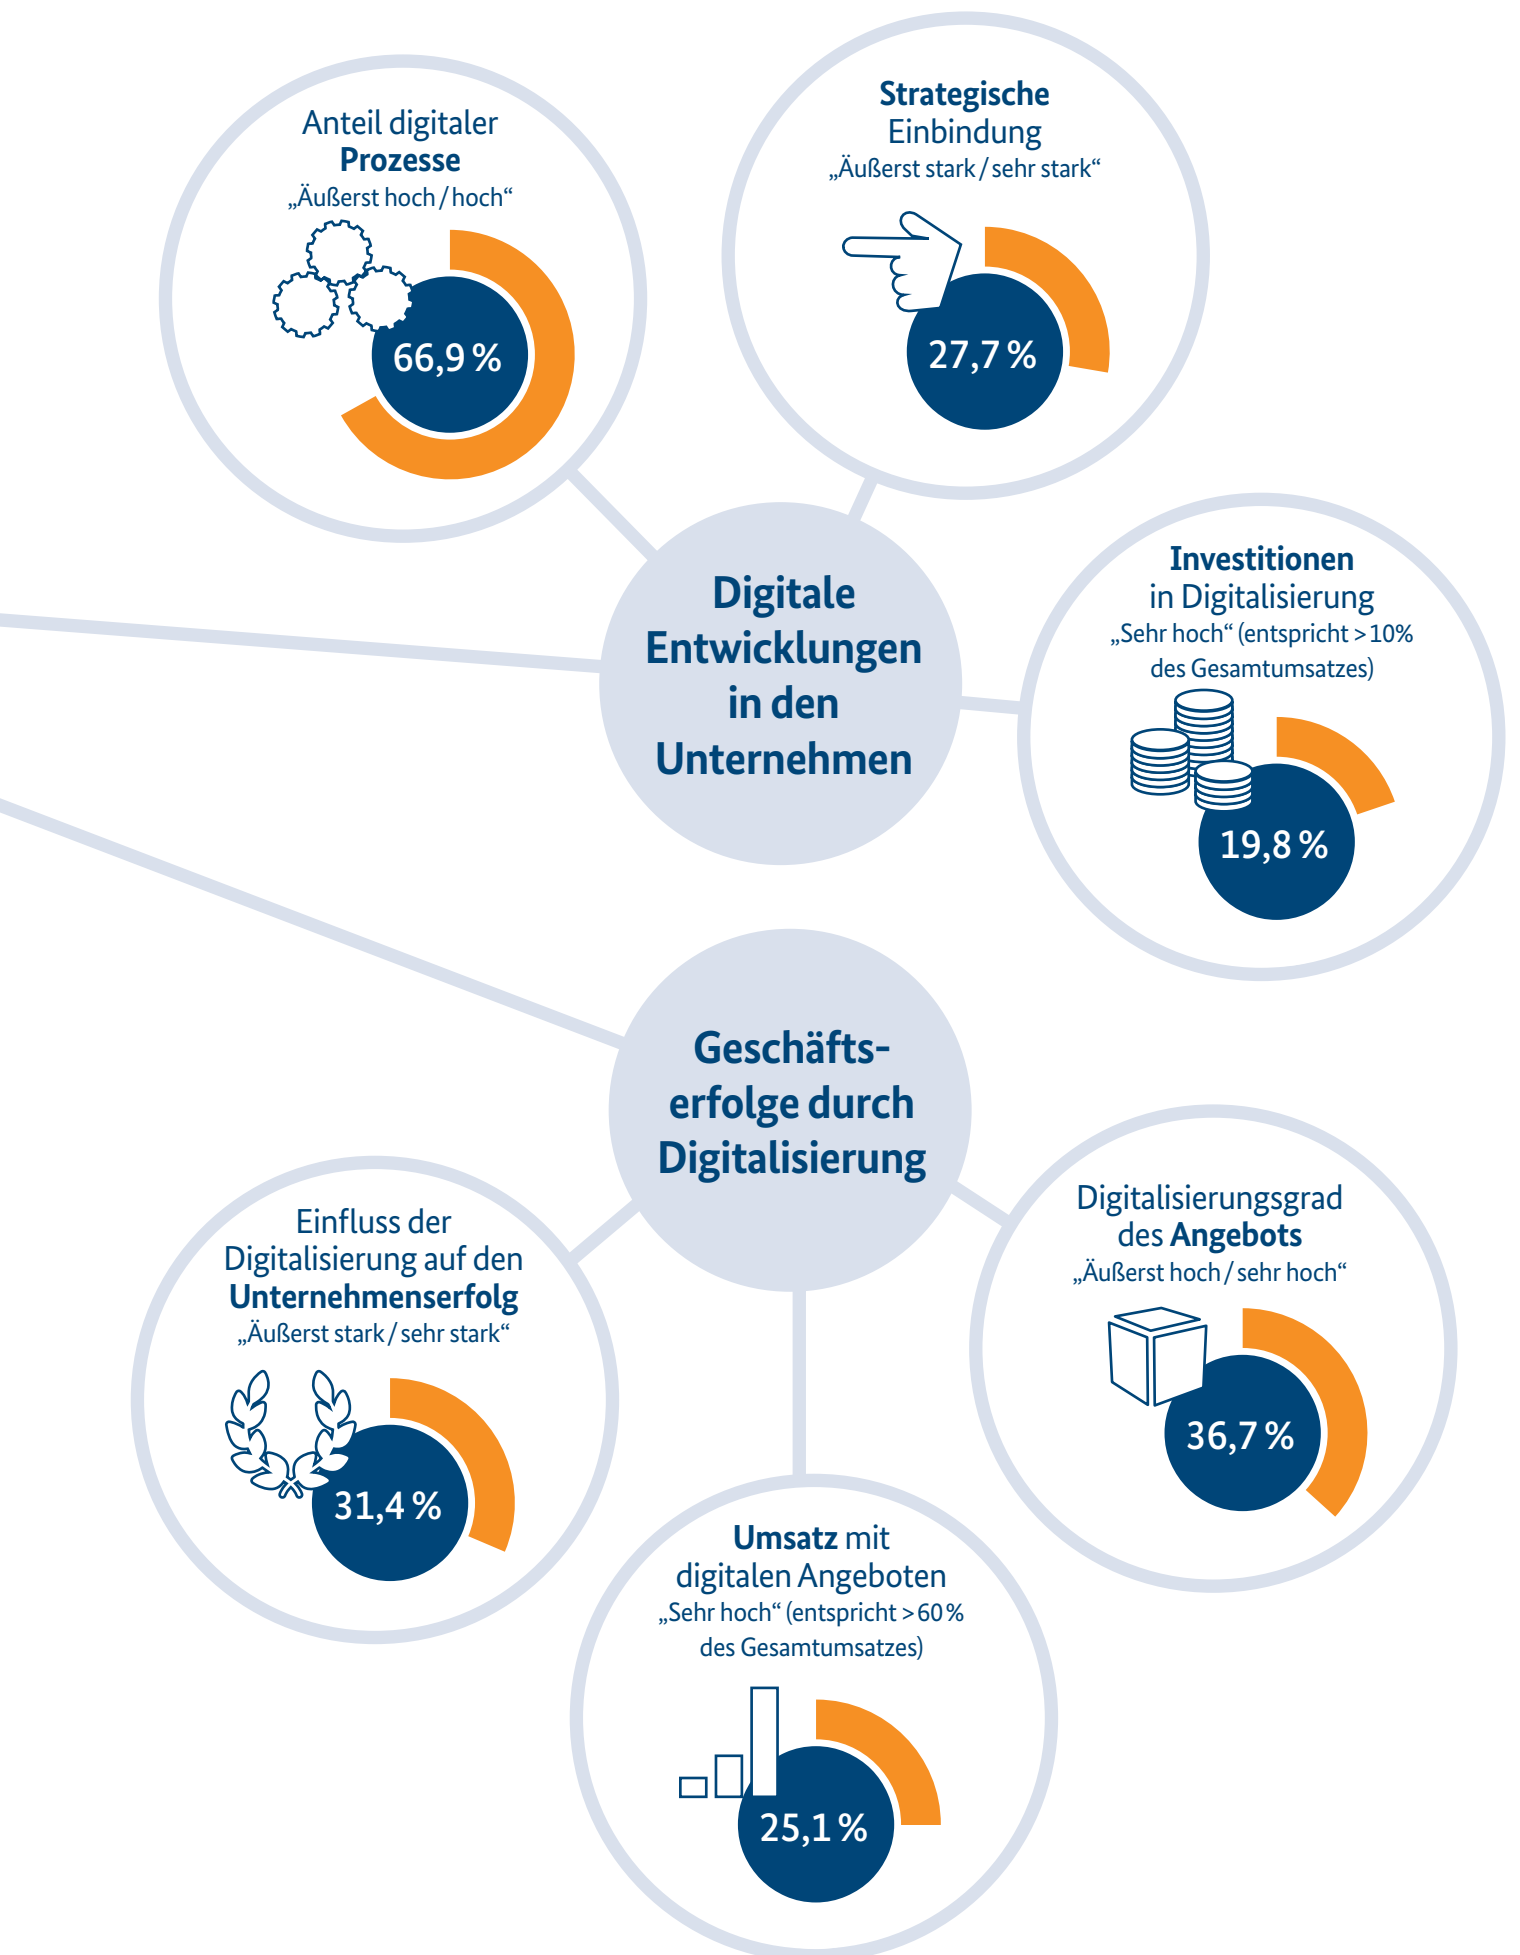 Anteil digitaler
Prozesse
„Äußerst hoch / hoch“
66,9 %
Strategische
Einbindung
„Äußerst stark / sehr stark“
27,7 %
Digitale
Entwicklungen
in den
Unternehmen
Investitionen
in Digitalisierung
„Sehr hoch“ (entspricht > 10%
des Gesamtumsatzes)
19,8 %
Geschäfts-
erfolge durch
Digitalisierung
Einfluss der
Digitalisierung auf den
Unternehmenserfolg
„Äußerst stark / sehr stark“
31,4 %
Digitalisierungsgrad
des Angebots
„Äußerst hoch / sehr hoch“
36,7 %
Umsatz mit
digitalen Angeboten
„Sehr hoch“ (entspricht > 60 %
des Gesamtumsatzes)
25,1 %